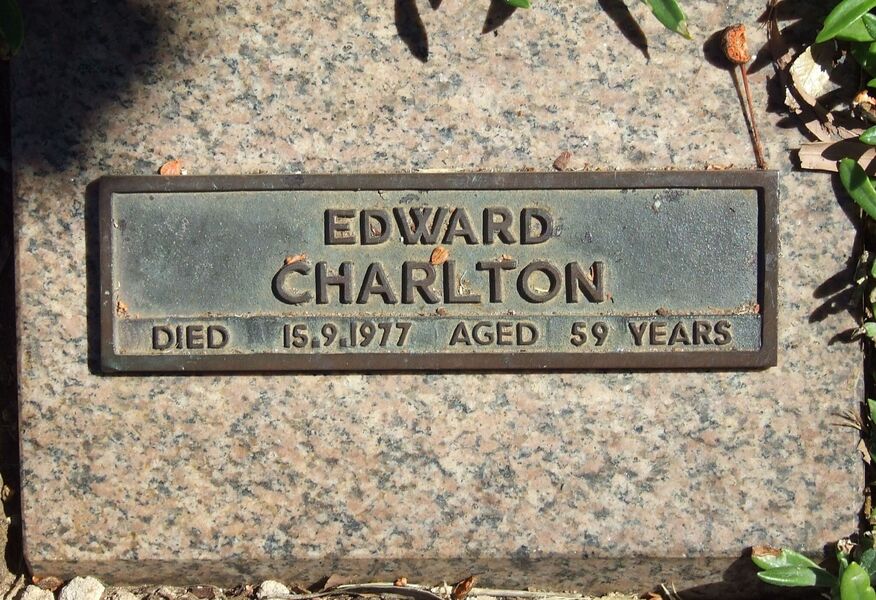 EDWARD
CHARLTON
DIED 15.9.1977 AGED 59 YEARS